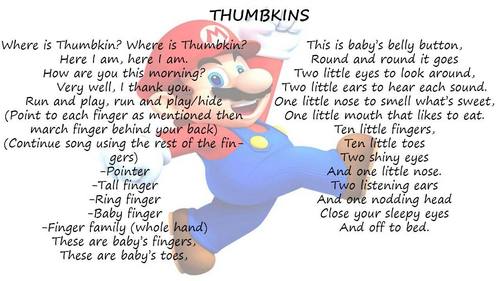 THUMBKINS
Where is Thumbkin? Where is Thumbkin?
Here I am, here I am.
How are you this morning?
Very well, I thank you.
Run and play, run and play/hide
(Point to each finger as mentioned then
march finger behind your back)
(Continue song using the rest of the fin-
gers)
-Pointer
-Tall finger
-Ring finger
-Baby finger
-Finger family (whole hand)
These are baby's fingers,
These are baby's toes,
This is baby's belly button,
Round and round it goes
Two little eyes to look around,
Two little ears to hear each sound.
One little nose to smell what's sweet,
One little mouth that likes to eat.
Ten little fingers,
Ten little toes
Two shiny eyes
And one little nose.
Two listening ears
And one nodding head
Close your sleepy eyes
And off to bed.
M